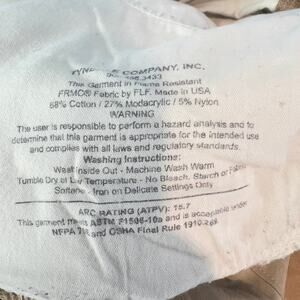 COMPANY, INC.
This Garment is Flame Resistant
FRMC® Fabric by FLF. Made in USA
68% Cotton / 27% Modacrylic / 5% Nylon
WARNING
The user is responsible to perform a hazard analysis and to
determine that this garment is appropriate for the intended use
and complies with all laws and regulatory standards.
Washing Instructions:
Wash Inside Out - Machine Wash Warm
Tumble Dry at Low Temperature - No Bleach, Starch or Fabric
Softener - Iron on Delicate Settings Only
ARC RATING (ATPV): 15.7
This garment meets ASTM F1506-10a and is acceptable under
NFPA and OSHA Final Rule 1910.269